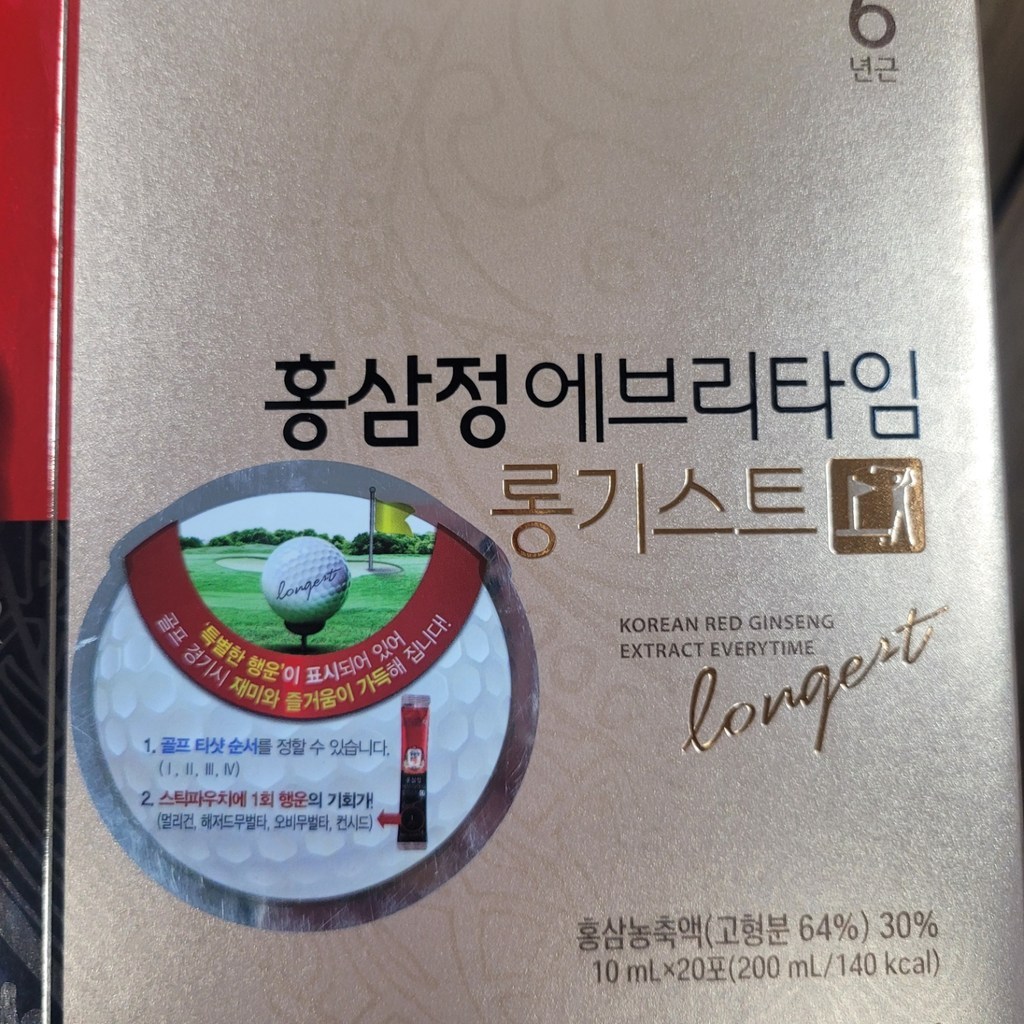 6
년근
홍삼정 에브리타임
롱기스트
longest
KOREAN RED GINSENG
EXTRACT EVERYTIME
longest
'특별한 행운'이 표시되어 있어
골프 경기시 재미와 즐거움이 가득해 집니다!
1. 골프 티샷 순서를 정할 수 있습니다.
(Ⅰ, Ⅱ, Ⅲ, Ⅳ)
2. 스틱파우치에 1회 행운의 기회가!
(멀리건, 해저드무벌타, 오비무벌타, 컨시드)
홍삼농축액(고형분 64%) 30%
10 mL×20포(200 mL/140 kcal)